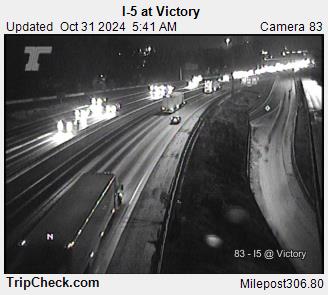 I-5 at Victory
Updated Oct 31 2024 5:41 AM Camera 83
T
N
83 - I5 @ Victory
TripCheck.com Milepost306.80